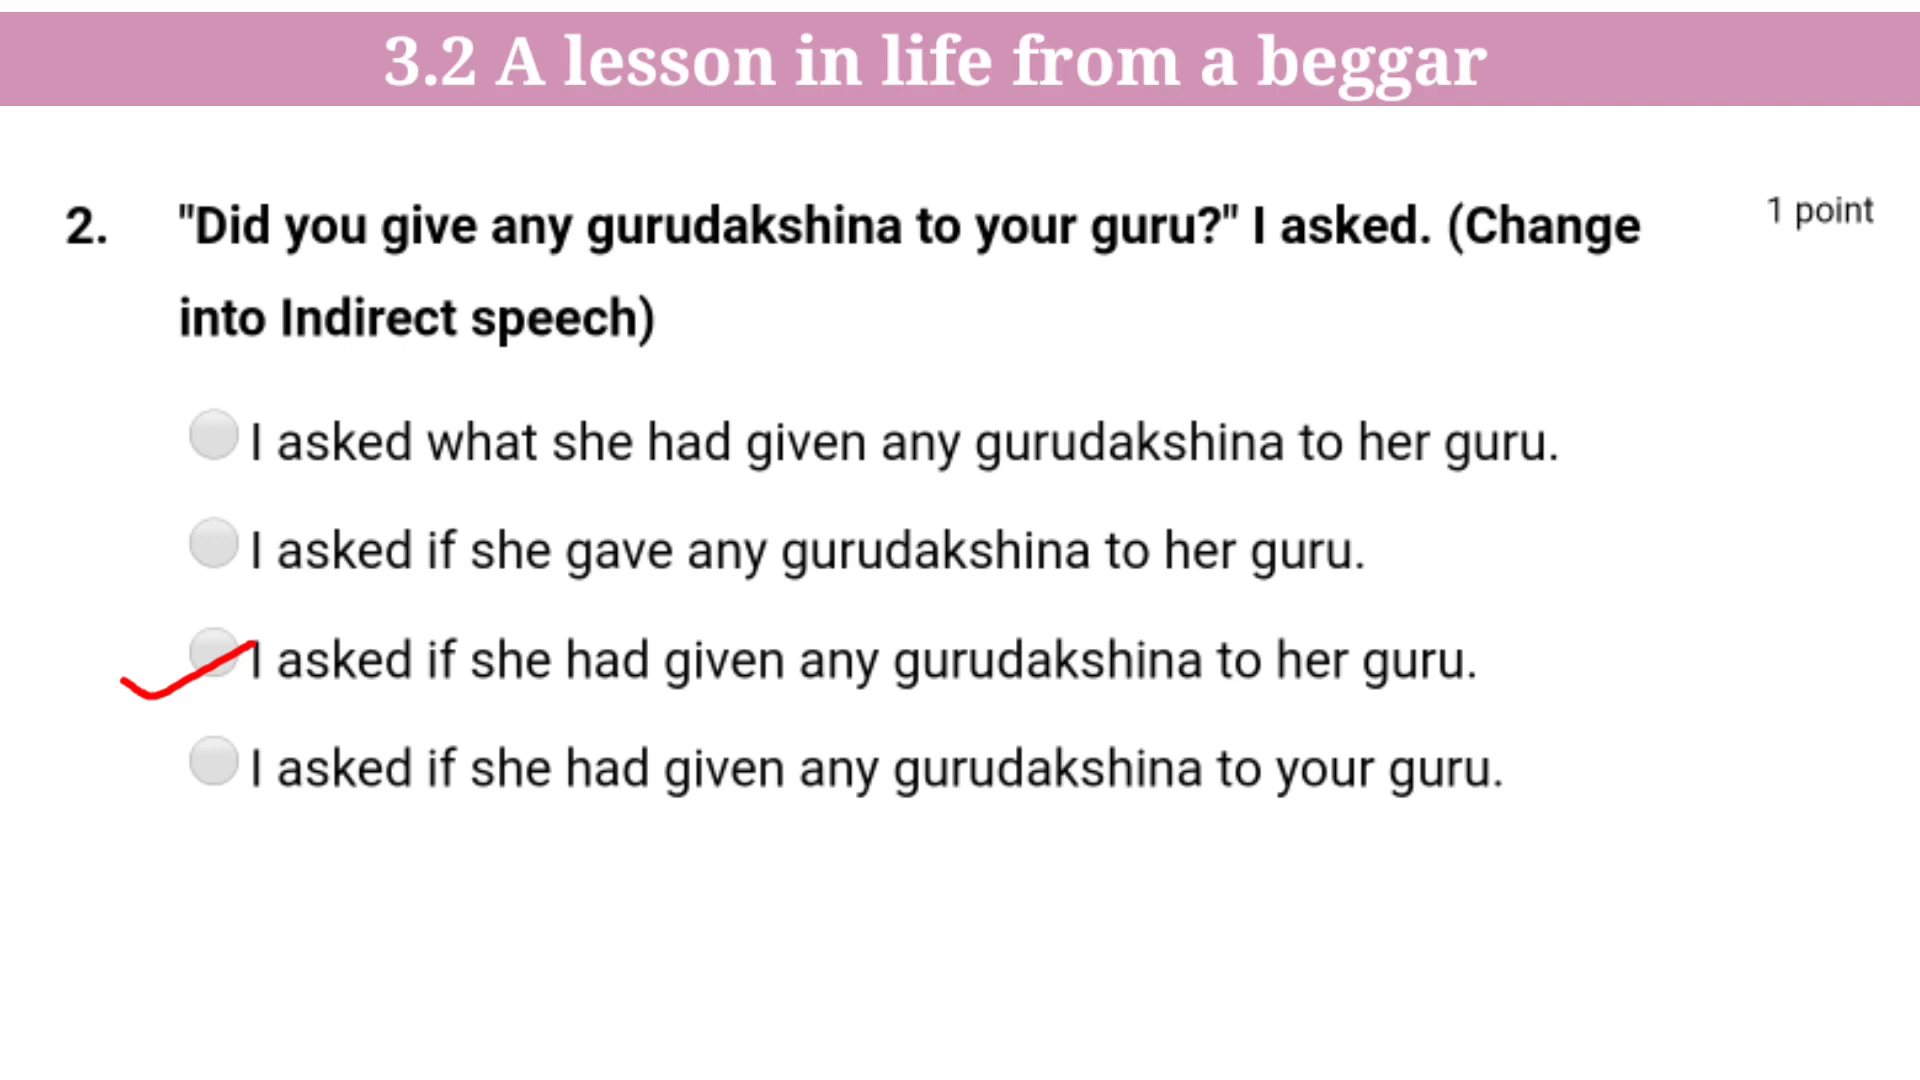 3.2 A lesson in life from a beggar
2. "Did you give any gurudakshina to your guru?" I asked. (Change 1 point
into Indirect speech)
I asked what she had given any gurudakshina to her guru.
I asked if she gave any gurudakshina to her guru.
I asked if she had given any gurudakshina to her guru.
I asked if she had given any gurudakshina to your guru.